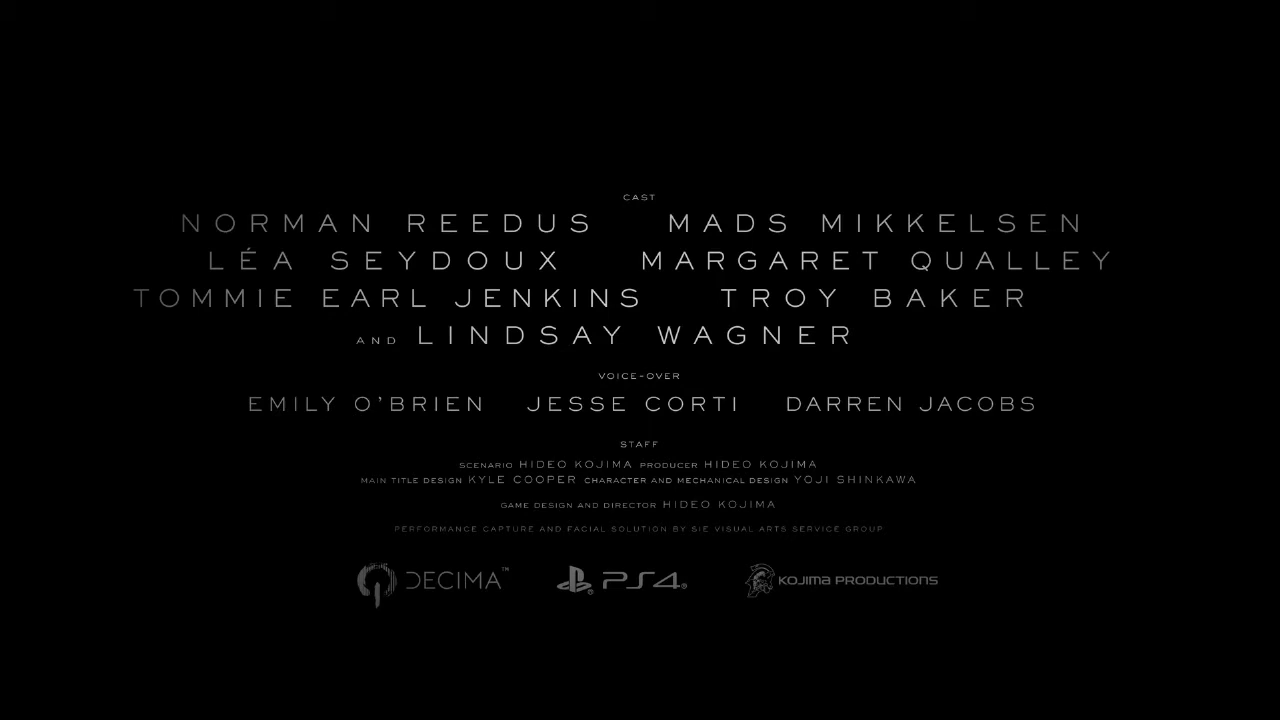 CAST
NORMAN REEDUS MADS MIKKELSEN
LÉA SEYDOUX MARGARET QUALLEY
TOMMIE EARL JENKINS TROY BAKER
AND LINDSAY WAGNER
VOICE-OVER
EMILY O'BRIEN JESSE CORTI DARREN JACOBS
STAFF
SCENARIO HIDEO KOJIMA PRODUCER HIDEO KOJIMA
MAIN TITLE DESIGN KYLE COOPER CHARACTER AND MECHANICAL DESIGN YOJI SHINKAWA
GAME DESIGN AND DIRECTOR HIDEO KOJIMA
PERFORMANCE CAPTURE AND FACIAL SOLUTION BY SIE VISUAL ARTS SERVICE GROUP
DECIMA™ PS4® KOJIMA PRODUCTIONS